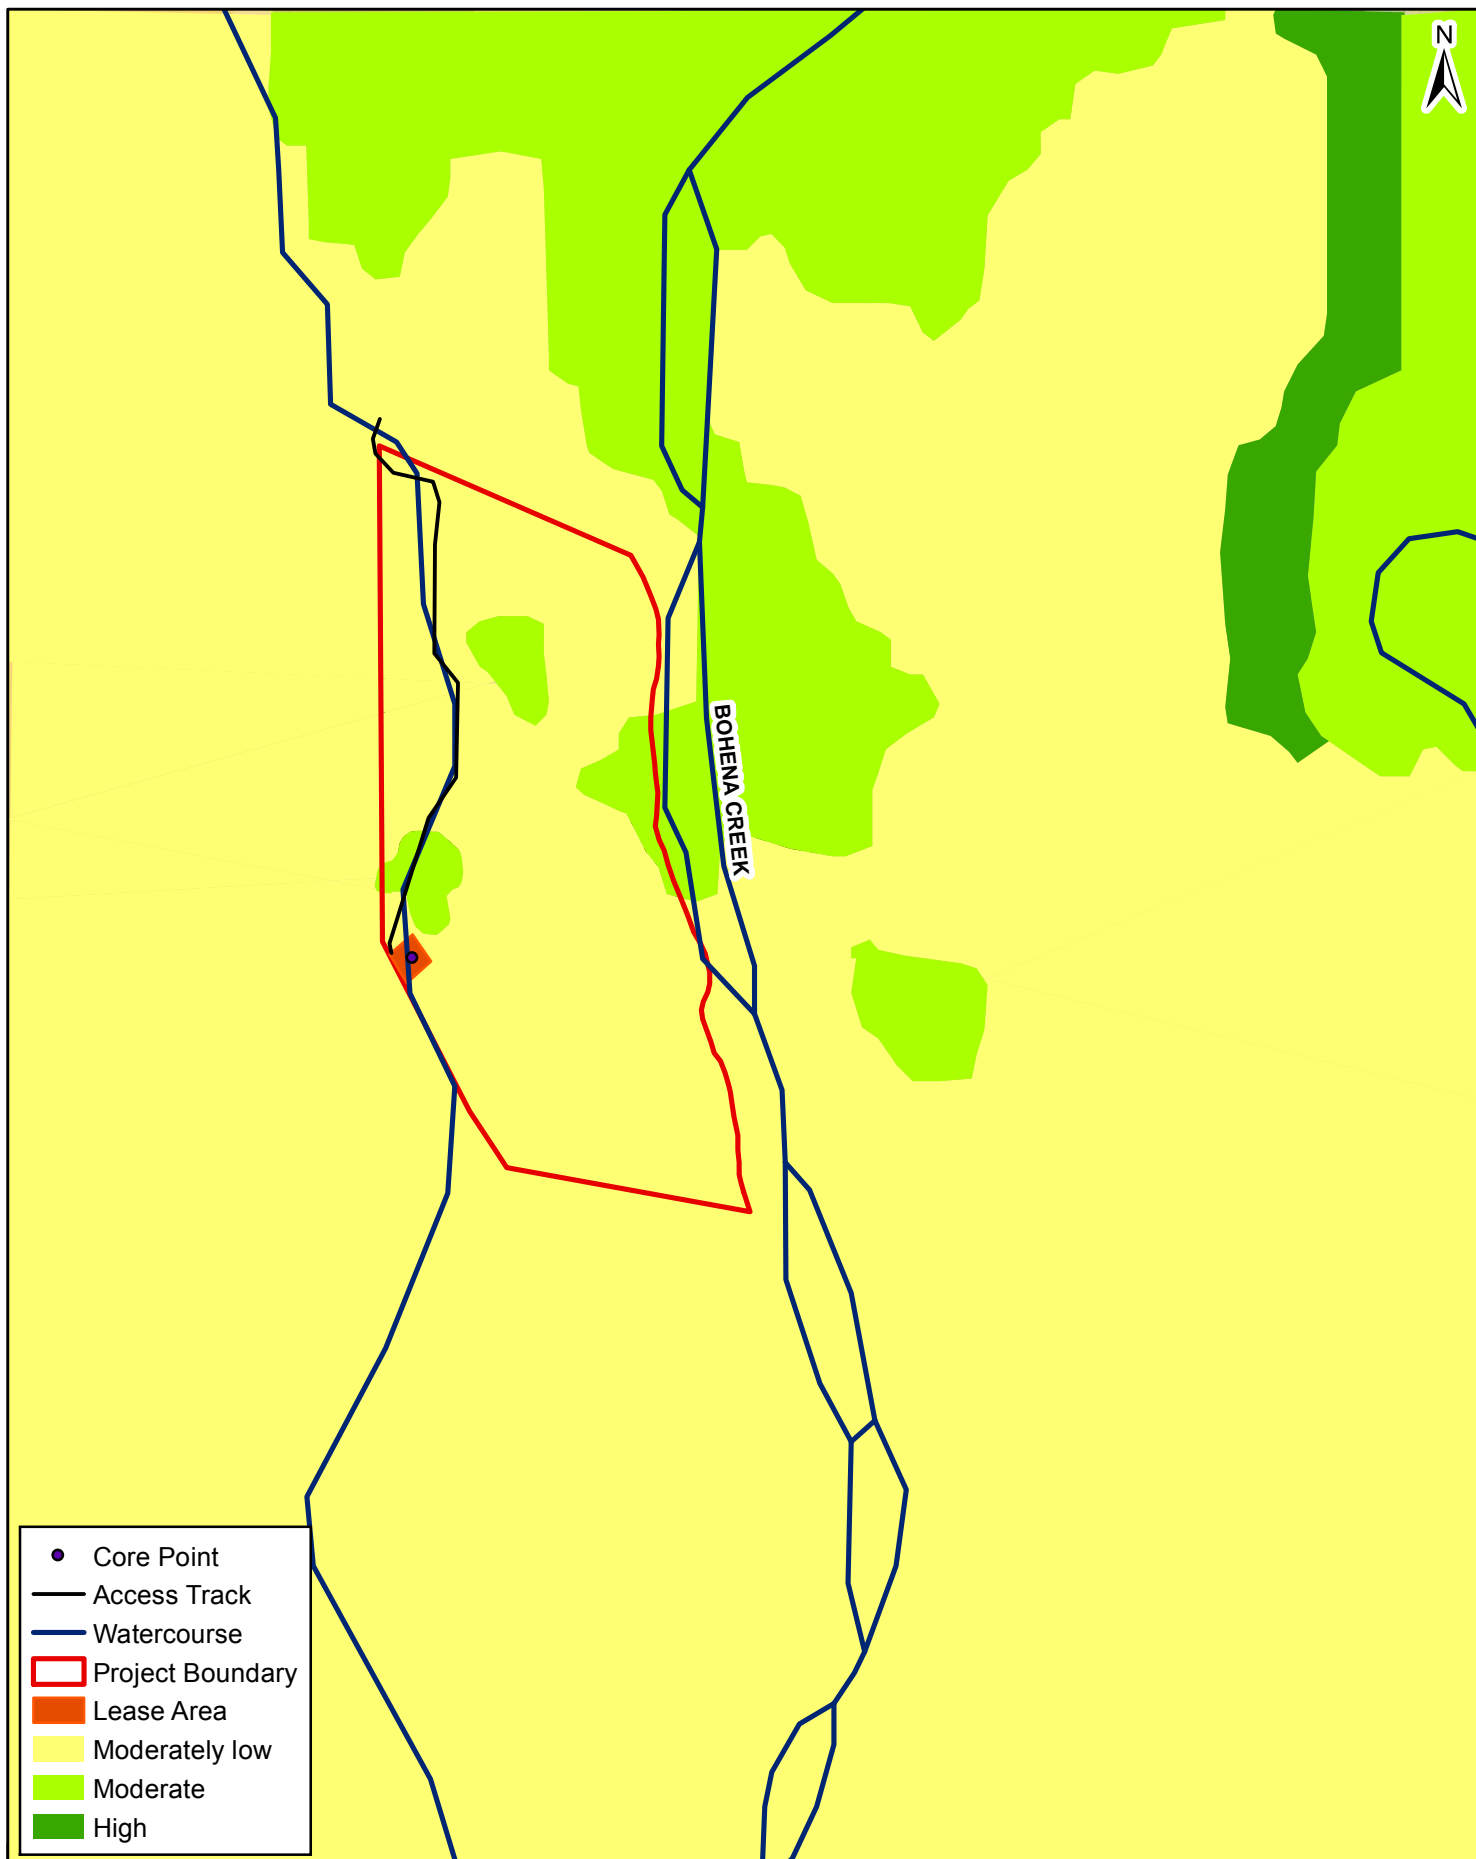 N
BOHENA CREEK
Core Point
Access Track
Watercourse
Project Boundary
Lease Area
Moderately low
Moderate
High